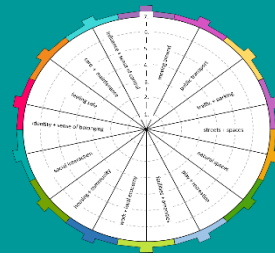 7
6
5
4
3
2
1
moving around
public transport
traffic + parking
streets + spaces
natural spaces
play + recreation
facilities + amenities
work + local economy
housing + community
social interaction
identity + sense of belonging
feeling safe
care + maintenance
influence + sense of control